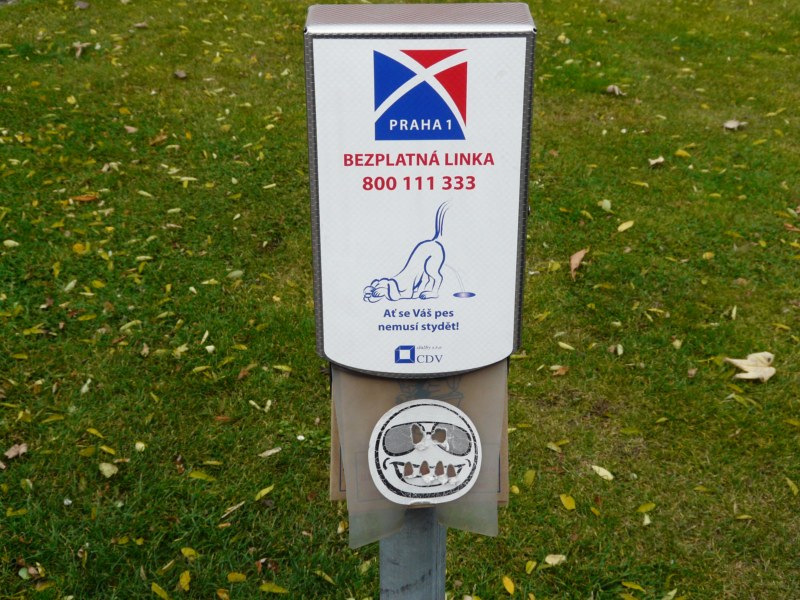 PRAHA 1
BEZPLATNÁ LINKA
800 111 333
Ať se Váš pes
nemusí stydět!
CDV